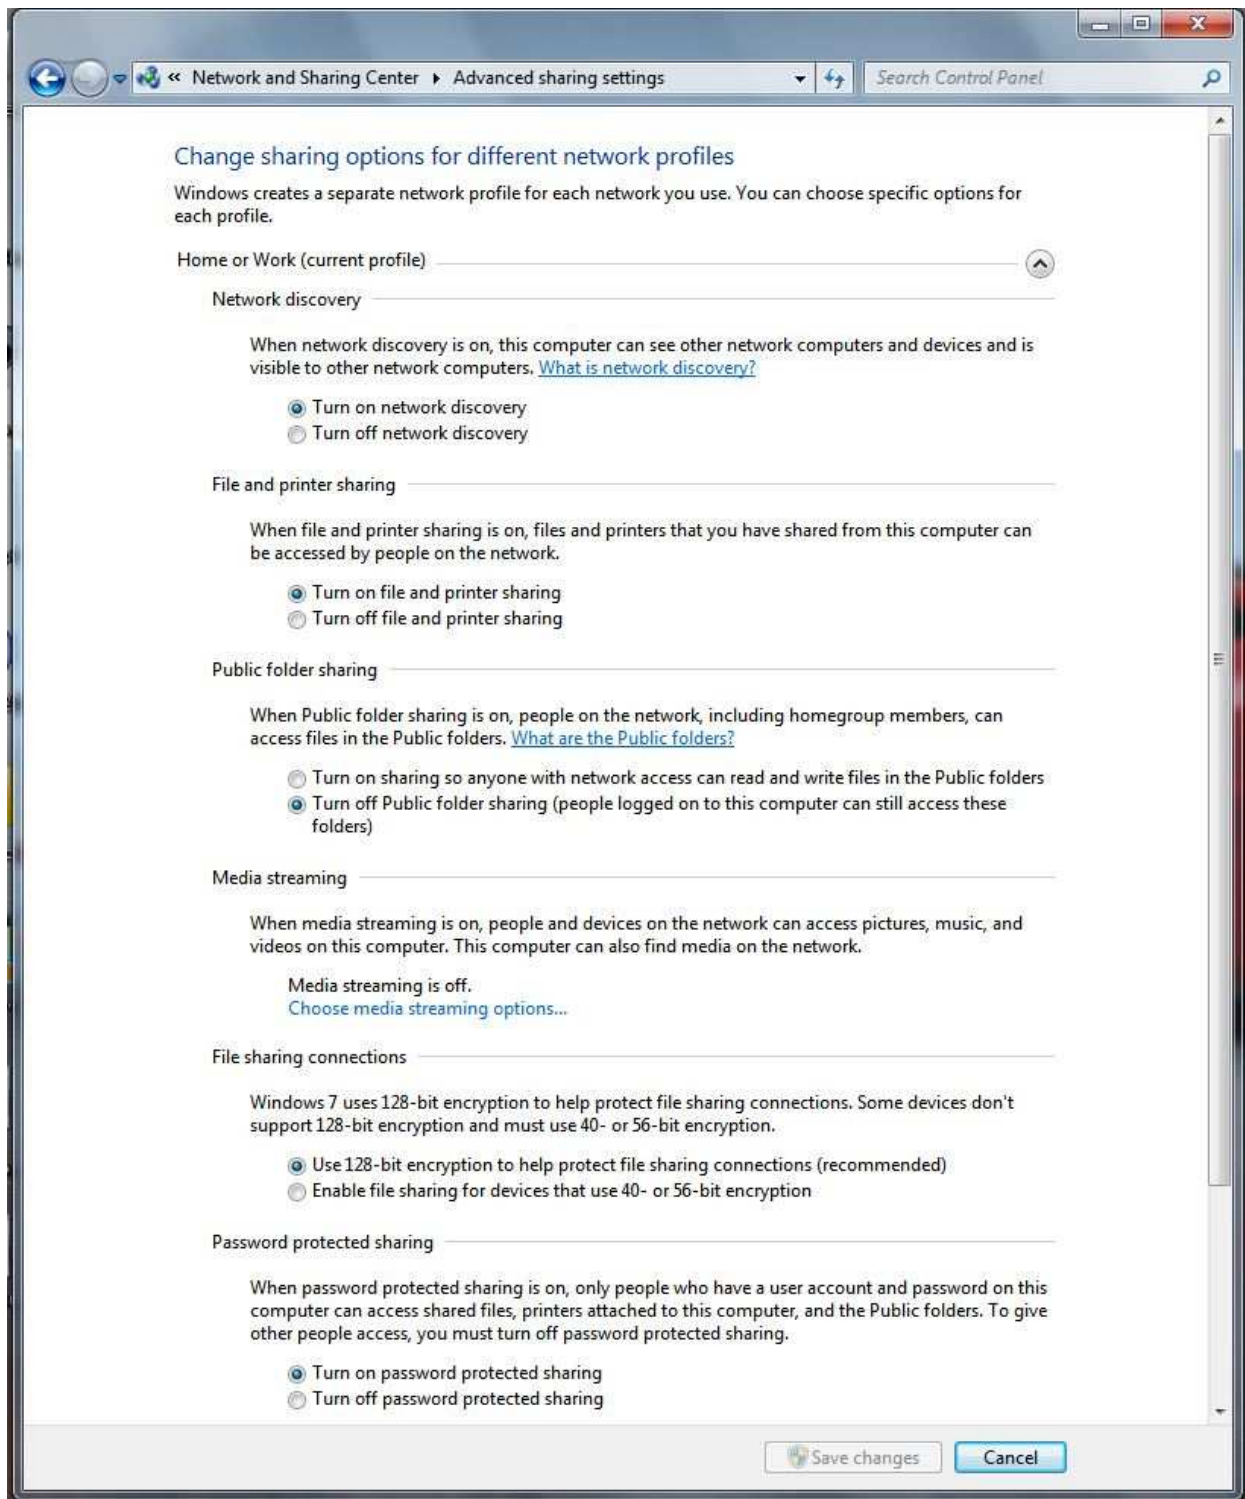 « Network and Sharing Center ▸ Advanced sharing settings
Search Control Panel
Change sharing options for different network profiles
Windows creates a separate network profile for each network you use. You can choose specific options for
each profile.
Home or Work (current profile)
Network discovery
When network discovery is on, this computer can see other network computers and devices and is
visible to other network computers. What is network discovery?
Turn on network discovery
Turn off network discovery
File and printer sharing
When file and printer sharing is on, files and printers that you have shared from this computer can
be accessed by people on the network.
Turn on file and printer sharing
Turn off file and printer sharing
Public folder sharing
When Public folder sharing is on, people on the network, including homegroup members, can
access files in the Public folders. What are the Public folders?
Turn on sharing so anyone with network access can read and write files in the Public folders
Turn off Public folder sharing (people logged on to this computer can still access these
folders)
Media streaming
When media streaming is on, people and devices on the network can access pictures, music, and
videos on this computer. This computer can also find media on the network.
Media streaming is off.
Choose media streaming options...
File sharing connections
Windows 7 uses 128-bit encryption to help protect file sharing connections. Some devices don't
support 128-bit encryption and must use 40- or 56-bit encryption.
Use 128-bit encryption to help protect file sharing connections (recommended)
Enable file sharing for devices that use 40- or 56-bit encryption
Password protected sharing
When password protected sharing is on, only people who have a user account and password on this
computer can access shared files, printers attached to this computer, and the Public folders. To give
other people access, you must turn off password protected sharing.
Turn on password protected sharing
Turn off password protected sharing
Save changes
Cancel